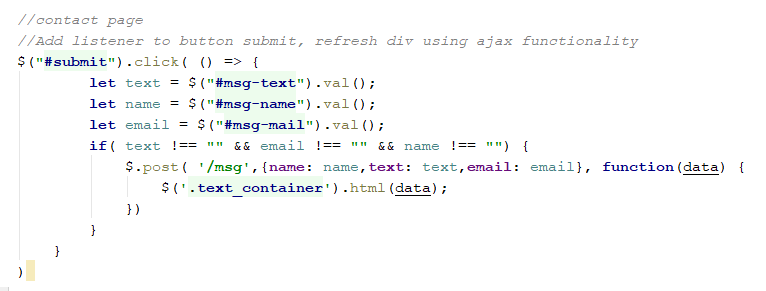 //contact page
//Add listener to button submit, refresh div using ajax functionality
$("#submit").click( () => {
let text = $("#msg-text").val();
let name = $("#msg-name").val();
let email = $("#msg-mail").val();
if( text !== "" && email !== "" && name !== "") {
$.post( '/msg',{name: name,text: text,email: email}, function(data) {
$('.text_container').html(data);
})
}
}
)